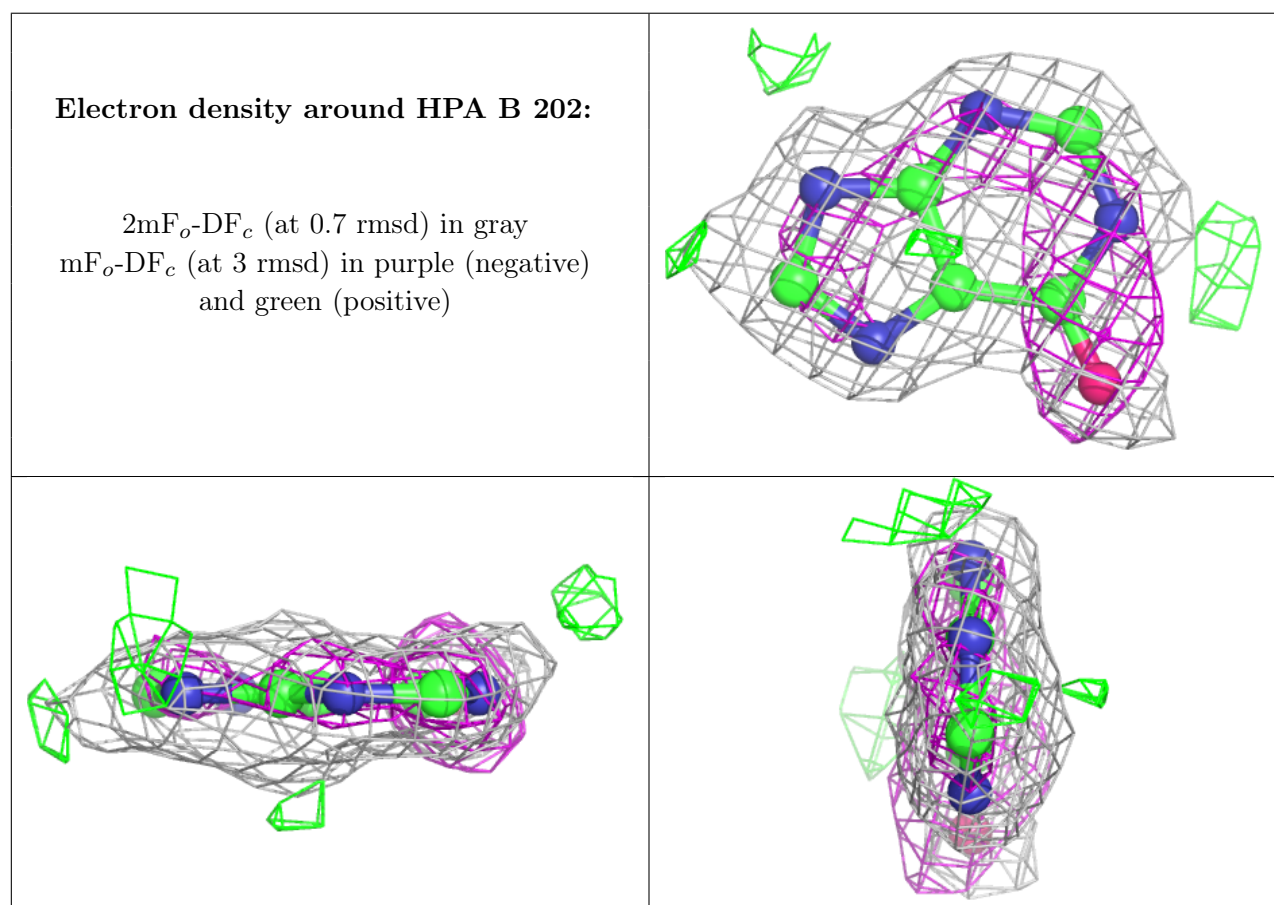 Electron density around HPA B 202:
2mFo-DFc (at 0.7 rmsd) in gray
mFo-DFc (at 3 rmsd) in purple (negative)
and green (positive)